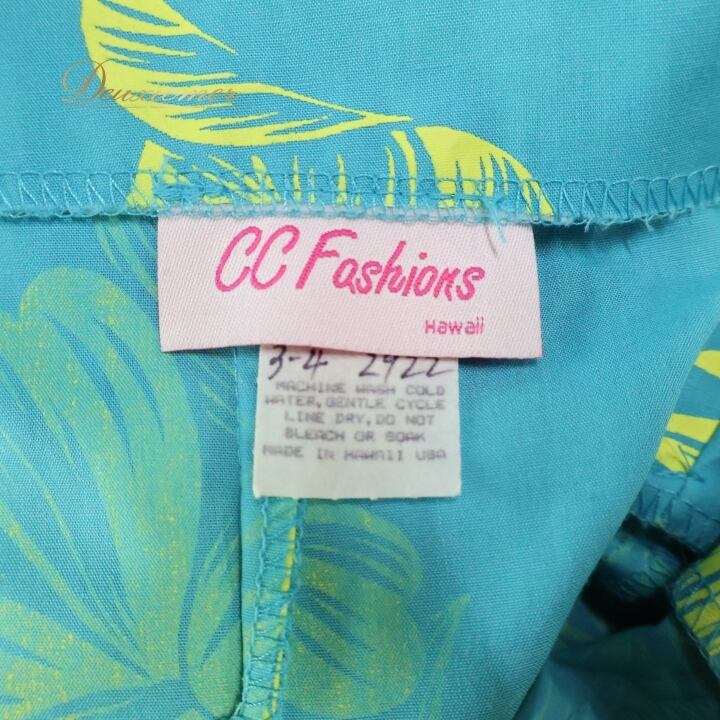 Deuxiemer
CC Fashions
Hawaii
3-4 2922
MACHINE WASH COLD
WATER, GENTLE CYCLE
LINE DRY, DO NOT
BLEACH OR SOAK
MADE IN HAWAII USA